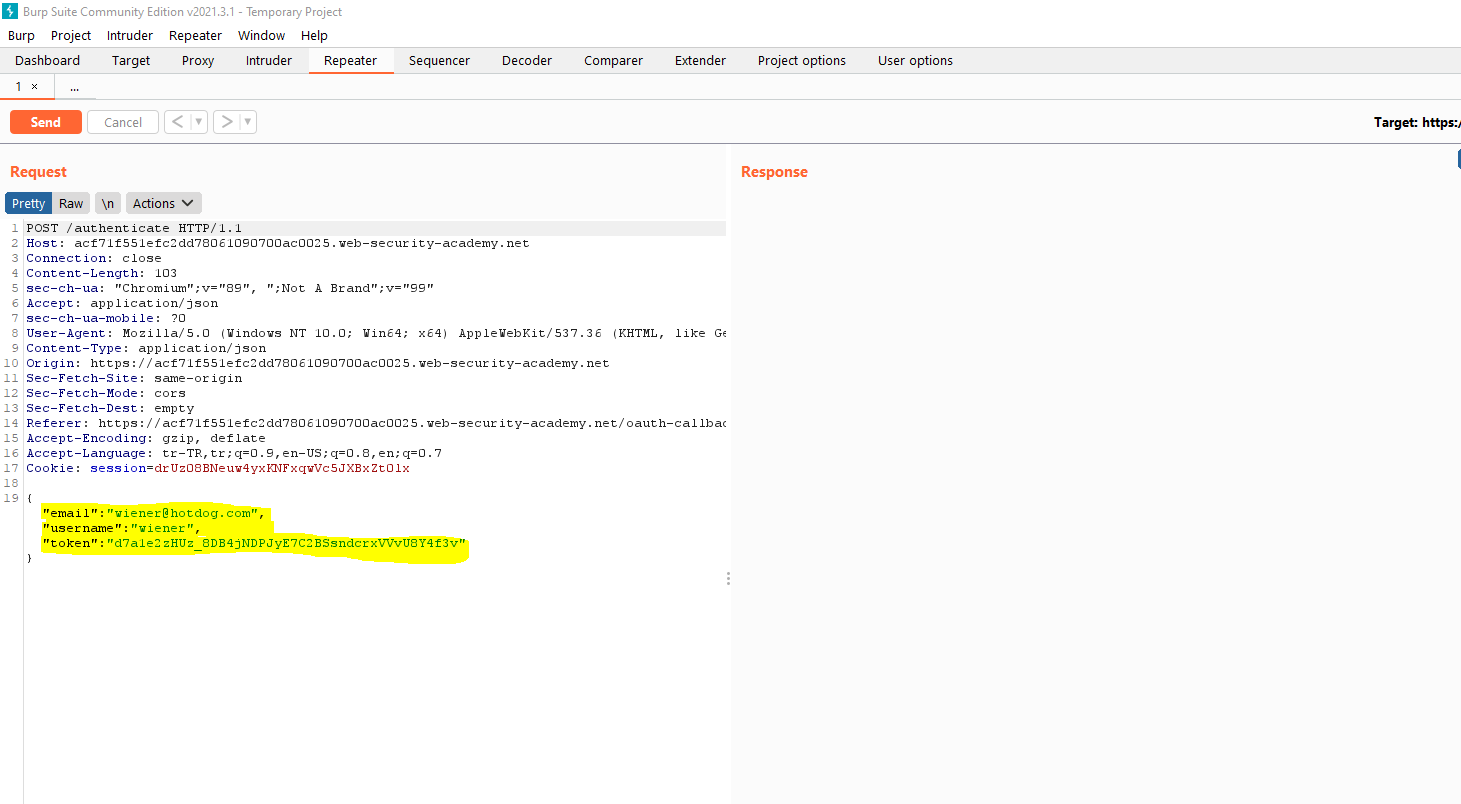 Burp Suite Community Edition v2021.3.1 - Temporary Project
Burp Project Intruder Repeater Window Help
Dashboard Target Proxy Intruder Repeater Sequencer Decoder Comparer Extender Project options User options
1 × ...
Send Cancel < > Target: https:/
Request Response
Pretty Raw \n Actions
1 POST /authenticate HTTP/1.1
2 Host: acf71f551efc2dd78061090700ac0025.web-security-academy.net
3 Connection: close
4 Content-Length: 103
5 sec-ch-ua: "Chromium";v="89", ";Not A Brand";v="99"
6 Accept: application/json
7 sec-ch-ua-mobile: ?0
8 User-Agent: Mozilla/5.0 (Windows NT 10.0; Win64; x64) AppleWebKit/537.36 (KHTML, like Ge
9 Content-Type: application/json
10 Origin: https://acf71f551efc2dd78061090700ac0025.web-security-academy.net
11 Sec-Fetch-Site: same-origin
12 Sec-Fetch-Mode: cors
13 Sec-Fetch-Dest: empty
14 Referer: https://acf71f551efc2dd78061090700ac0025.web-security-academy.net/oauth-callbac
15 Accept-Encoding: gzip, deflate
16 Accept-Language: tr-TR,tr;q=0.9,en-US;q=0.8,en;q=0.7
17 Cookie: session=drUzO8BNeuw4yxKNFxqwVc5JXBxZtOlx
18
19 {
"email":"wiener@hotdog.com",
"username":"wiener",
"token":"d7a1e2zHUz_8DB4jNDPJyE7C2BSsndcrxVVvU8Y4f3v"
}